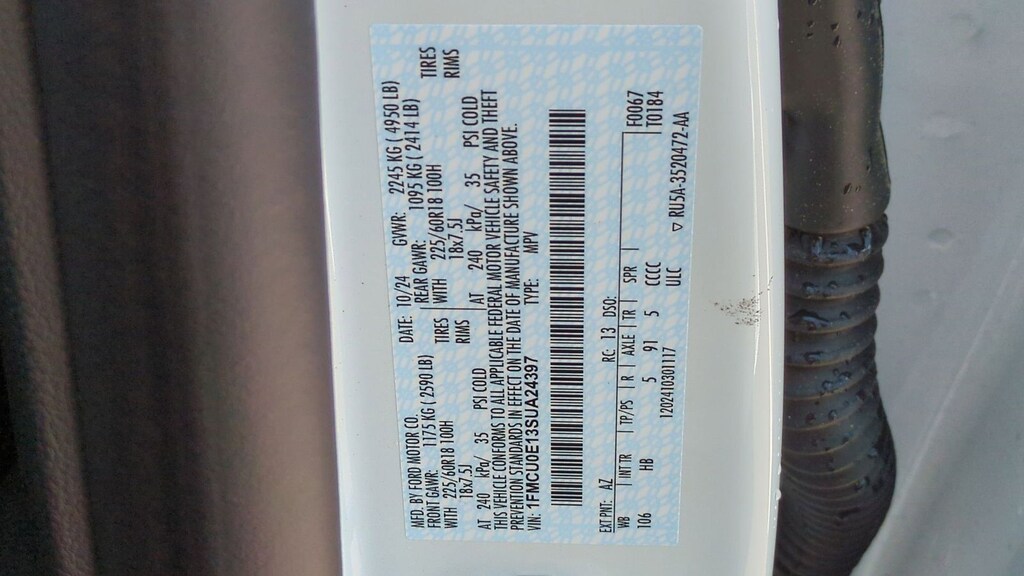 MFD. BY FORD MOTOR CO. DATE: 10/24 GVWR: 2245 KG ( 4950 LB)
FRONT GAWR: 1175 KG ( 2590 LB) REAR GAWR: 1095 KG ( 2414 LB)
WITH 225/60R18 100H TIRES WITH 225/60R18 100H TIRES
18x7.5J RIMS 18x7.5J RIMS
AT 240 kPa/ 35 PSI COLD AT 240 kPa/ 35 PSI COLD
THIS VEHICLE CONFORMS TO ALL APPLICABLE FEDERAL MOTOR VEHICLE SAFETY AND THEFT
PREVENTION STANDARDS IN EFFECT ON THE DATE OF MANUFACTURE SHOWN ABOVE.
VIN: 1FMCU0E13SUA24397 TYPE: MPV
EXT PNT: AZ RC: 13 DSO: F0067
WB INT TR TP/PS R AXLE TR SPR T0184
106 HB 5 91 5 CCCC
12024103011​17 ULC
RU5A-3520472-AA